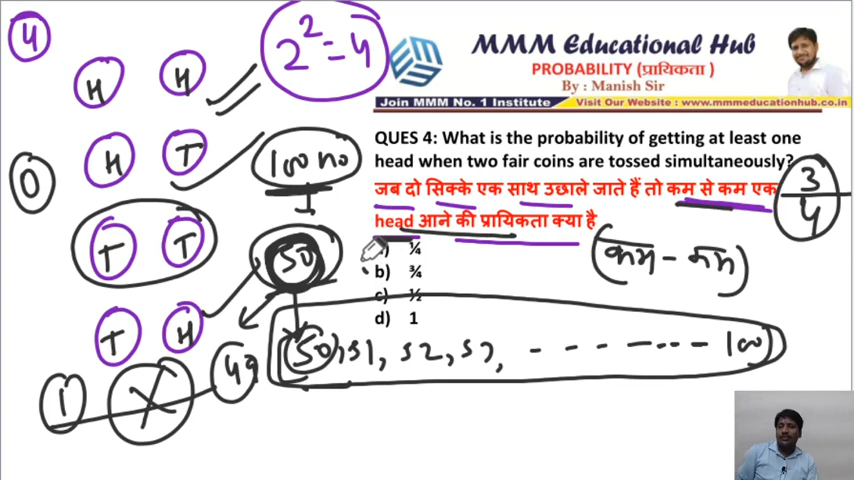 4
2² = 4
H H
H T
T T
T H
0
100 no
50
1
49
50, 51, 52, 53, - - - - - - - - 100
MMM Educational Hub
PROBABILITY (प्रायिकता )
By : Manish Sir
Join MMM No. 1 Institute
Visit Our Website : www.mmmeducationhub.co.in
QUES 4: What is the probability of getting at least one
head when two fair coins are tossed simultaneously?
जब दो सिक्के एक साथ उछाले जाते हैं तो कम से कम एक
head आने की प्रायिकता क्या है
3/4
¼
b) ¾
c) ½
d) 1